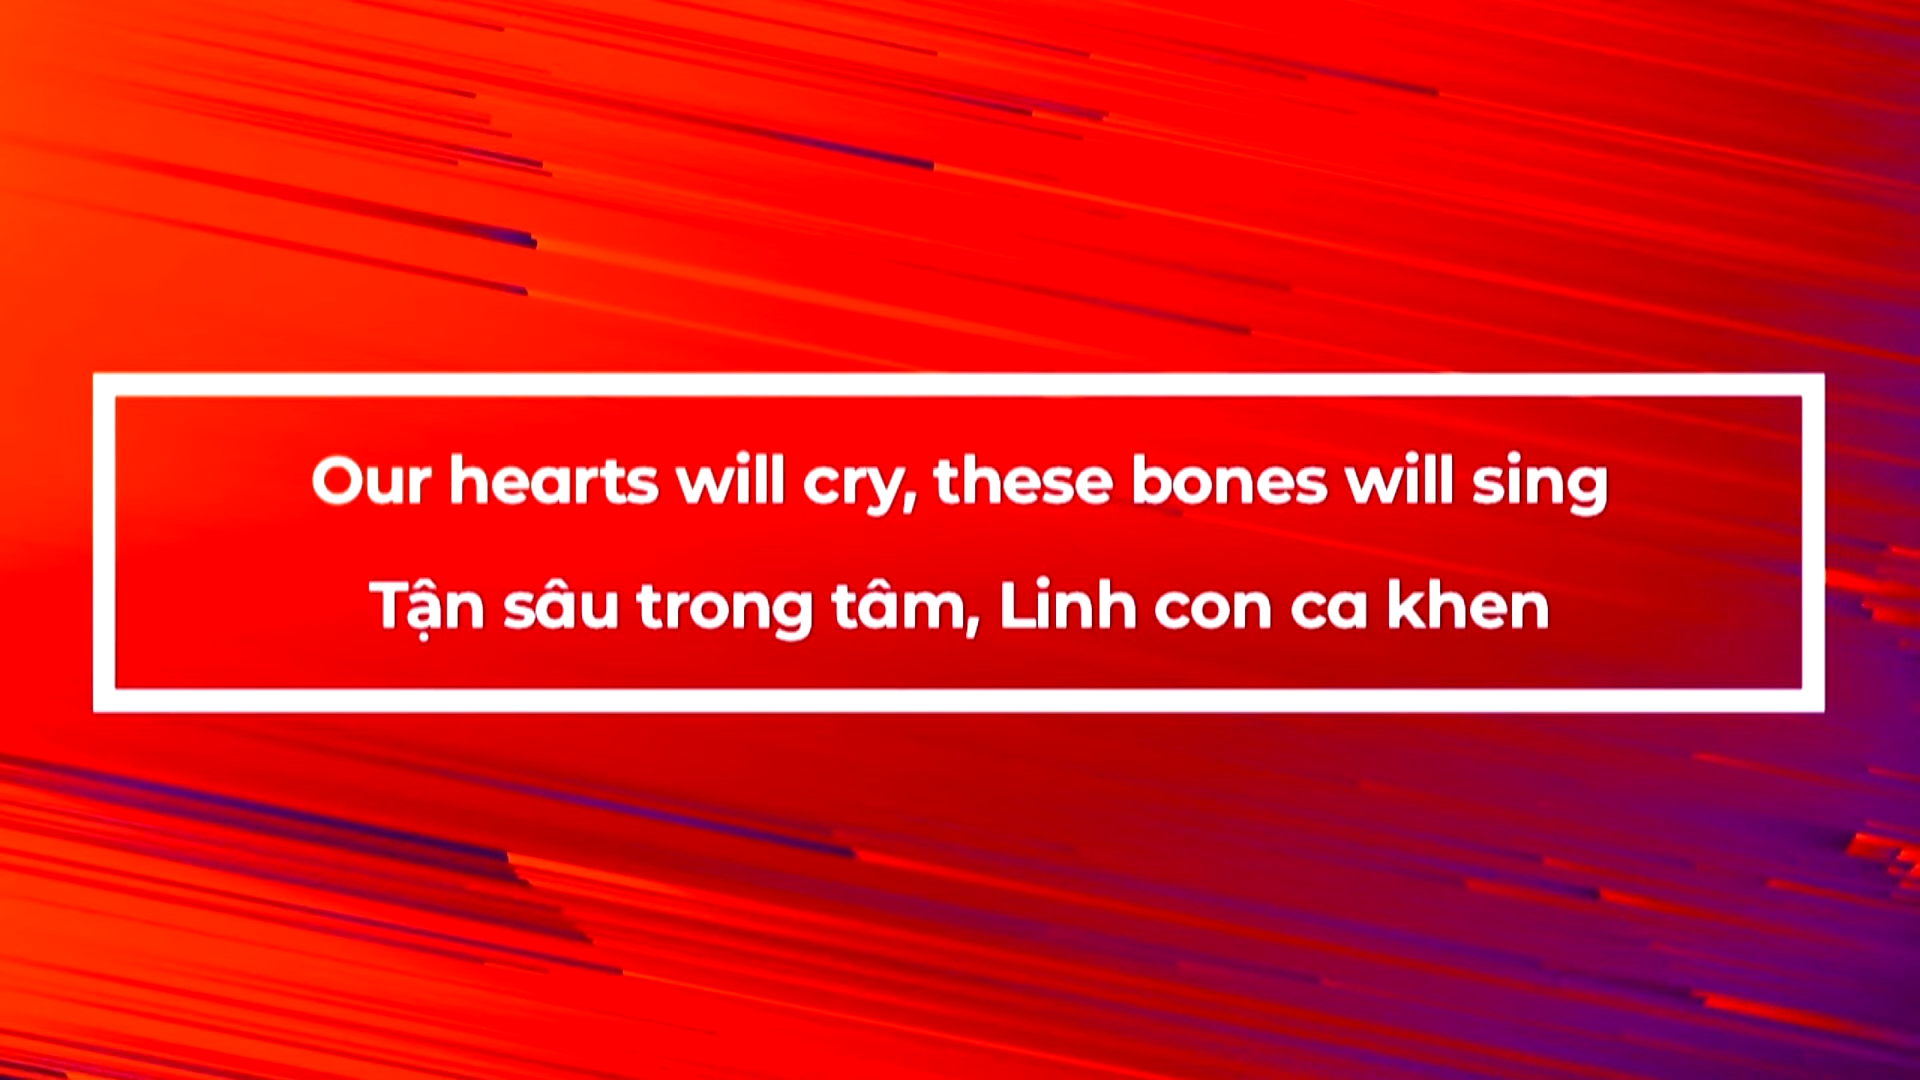 Our hearts will cry, these bones will sing
Tận sâu trong tâm, Linh con ca khen